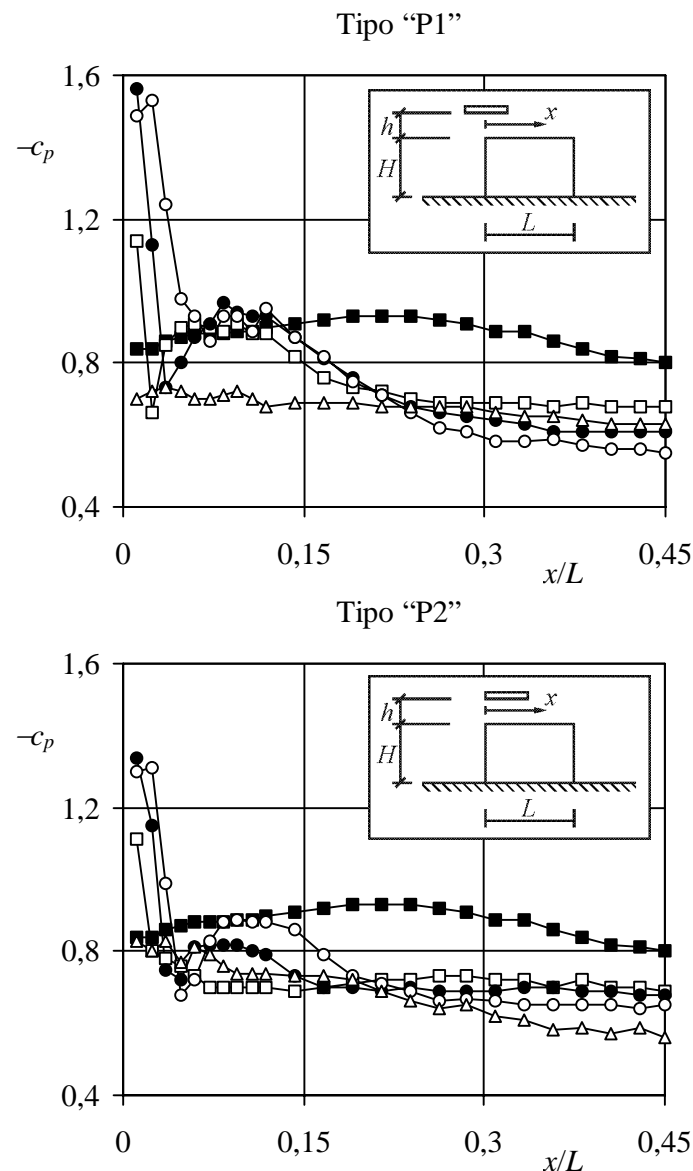 Tipo “P1”
1,6
1,2
0,8
0,4
–cp
h
H
x
L
0
0,15
0,3
0,45
x/L
Tipo “P2”
1,6
1,2
0,8
0,4
–cp
h
H
x
L
0
0,15
0,3
0,45
x/L